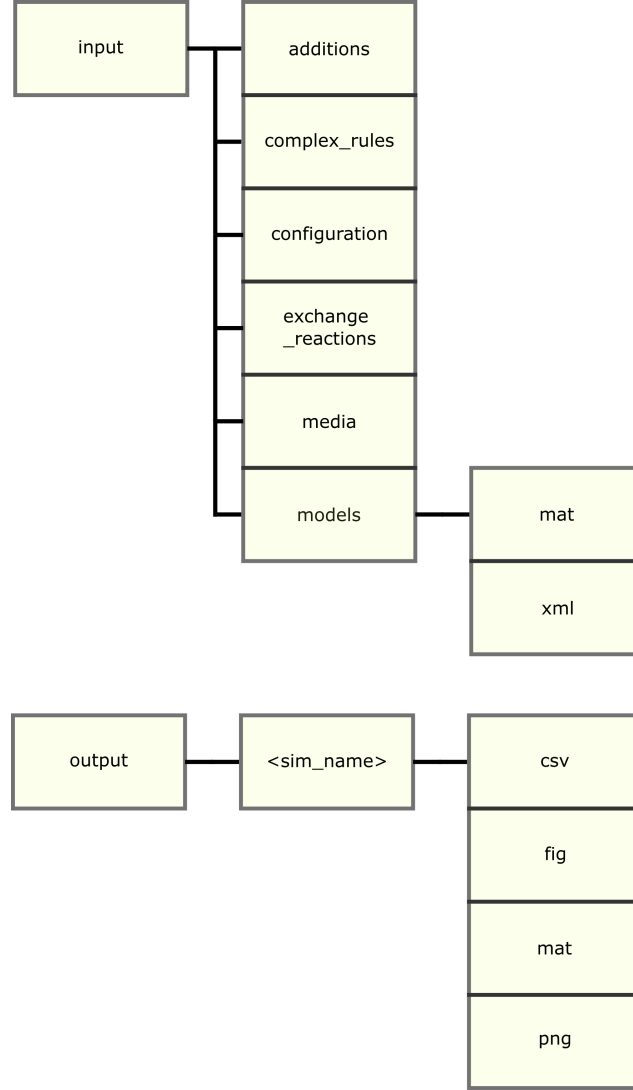 input
additions
complex_rules
configuration
exchange
_reactions
media
models
mat
xml
output
<sim_name>
csv
fig
mat
png